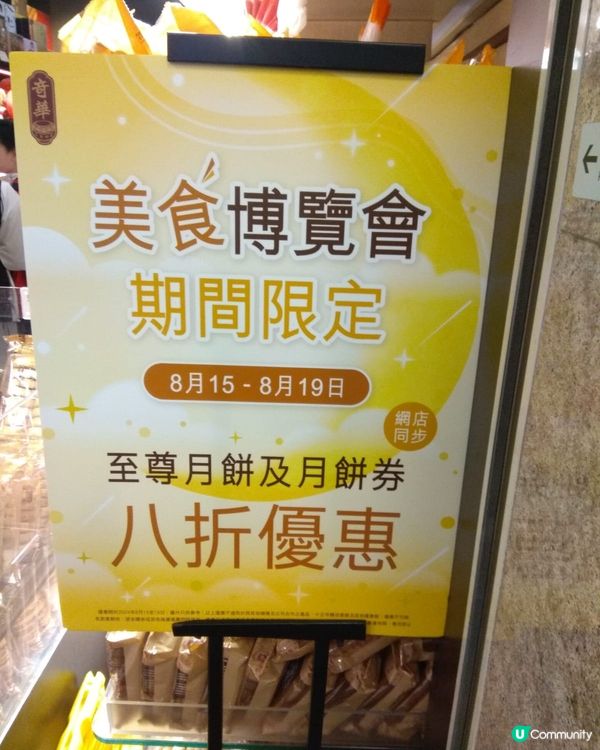 奇華
美食博覽會
期間限定
8月15 - 8月19日
網店
同步
至尊月餅及月餅券
八折優惠
U Community